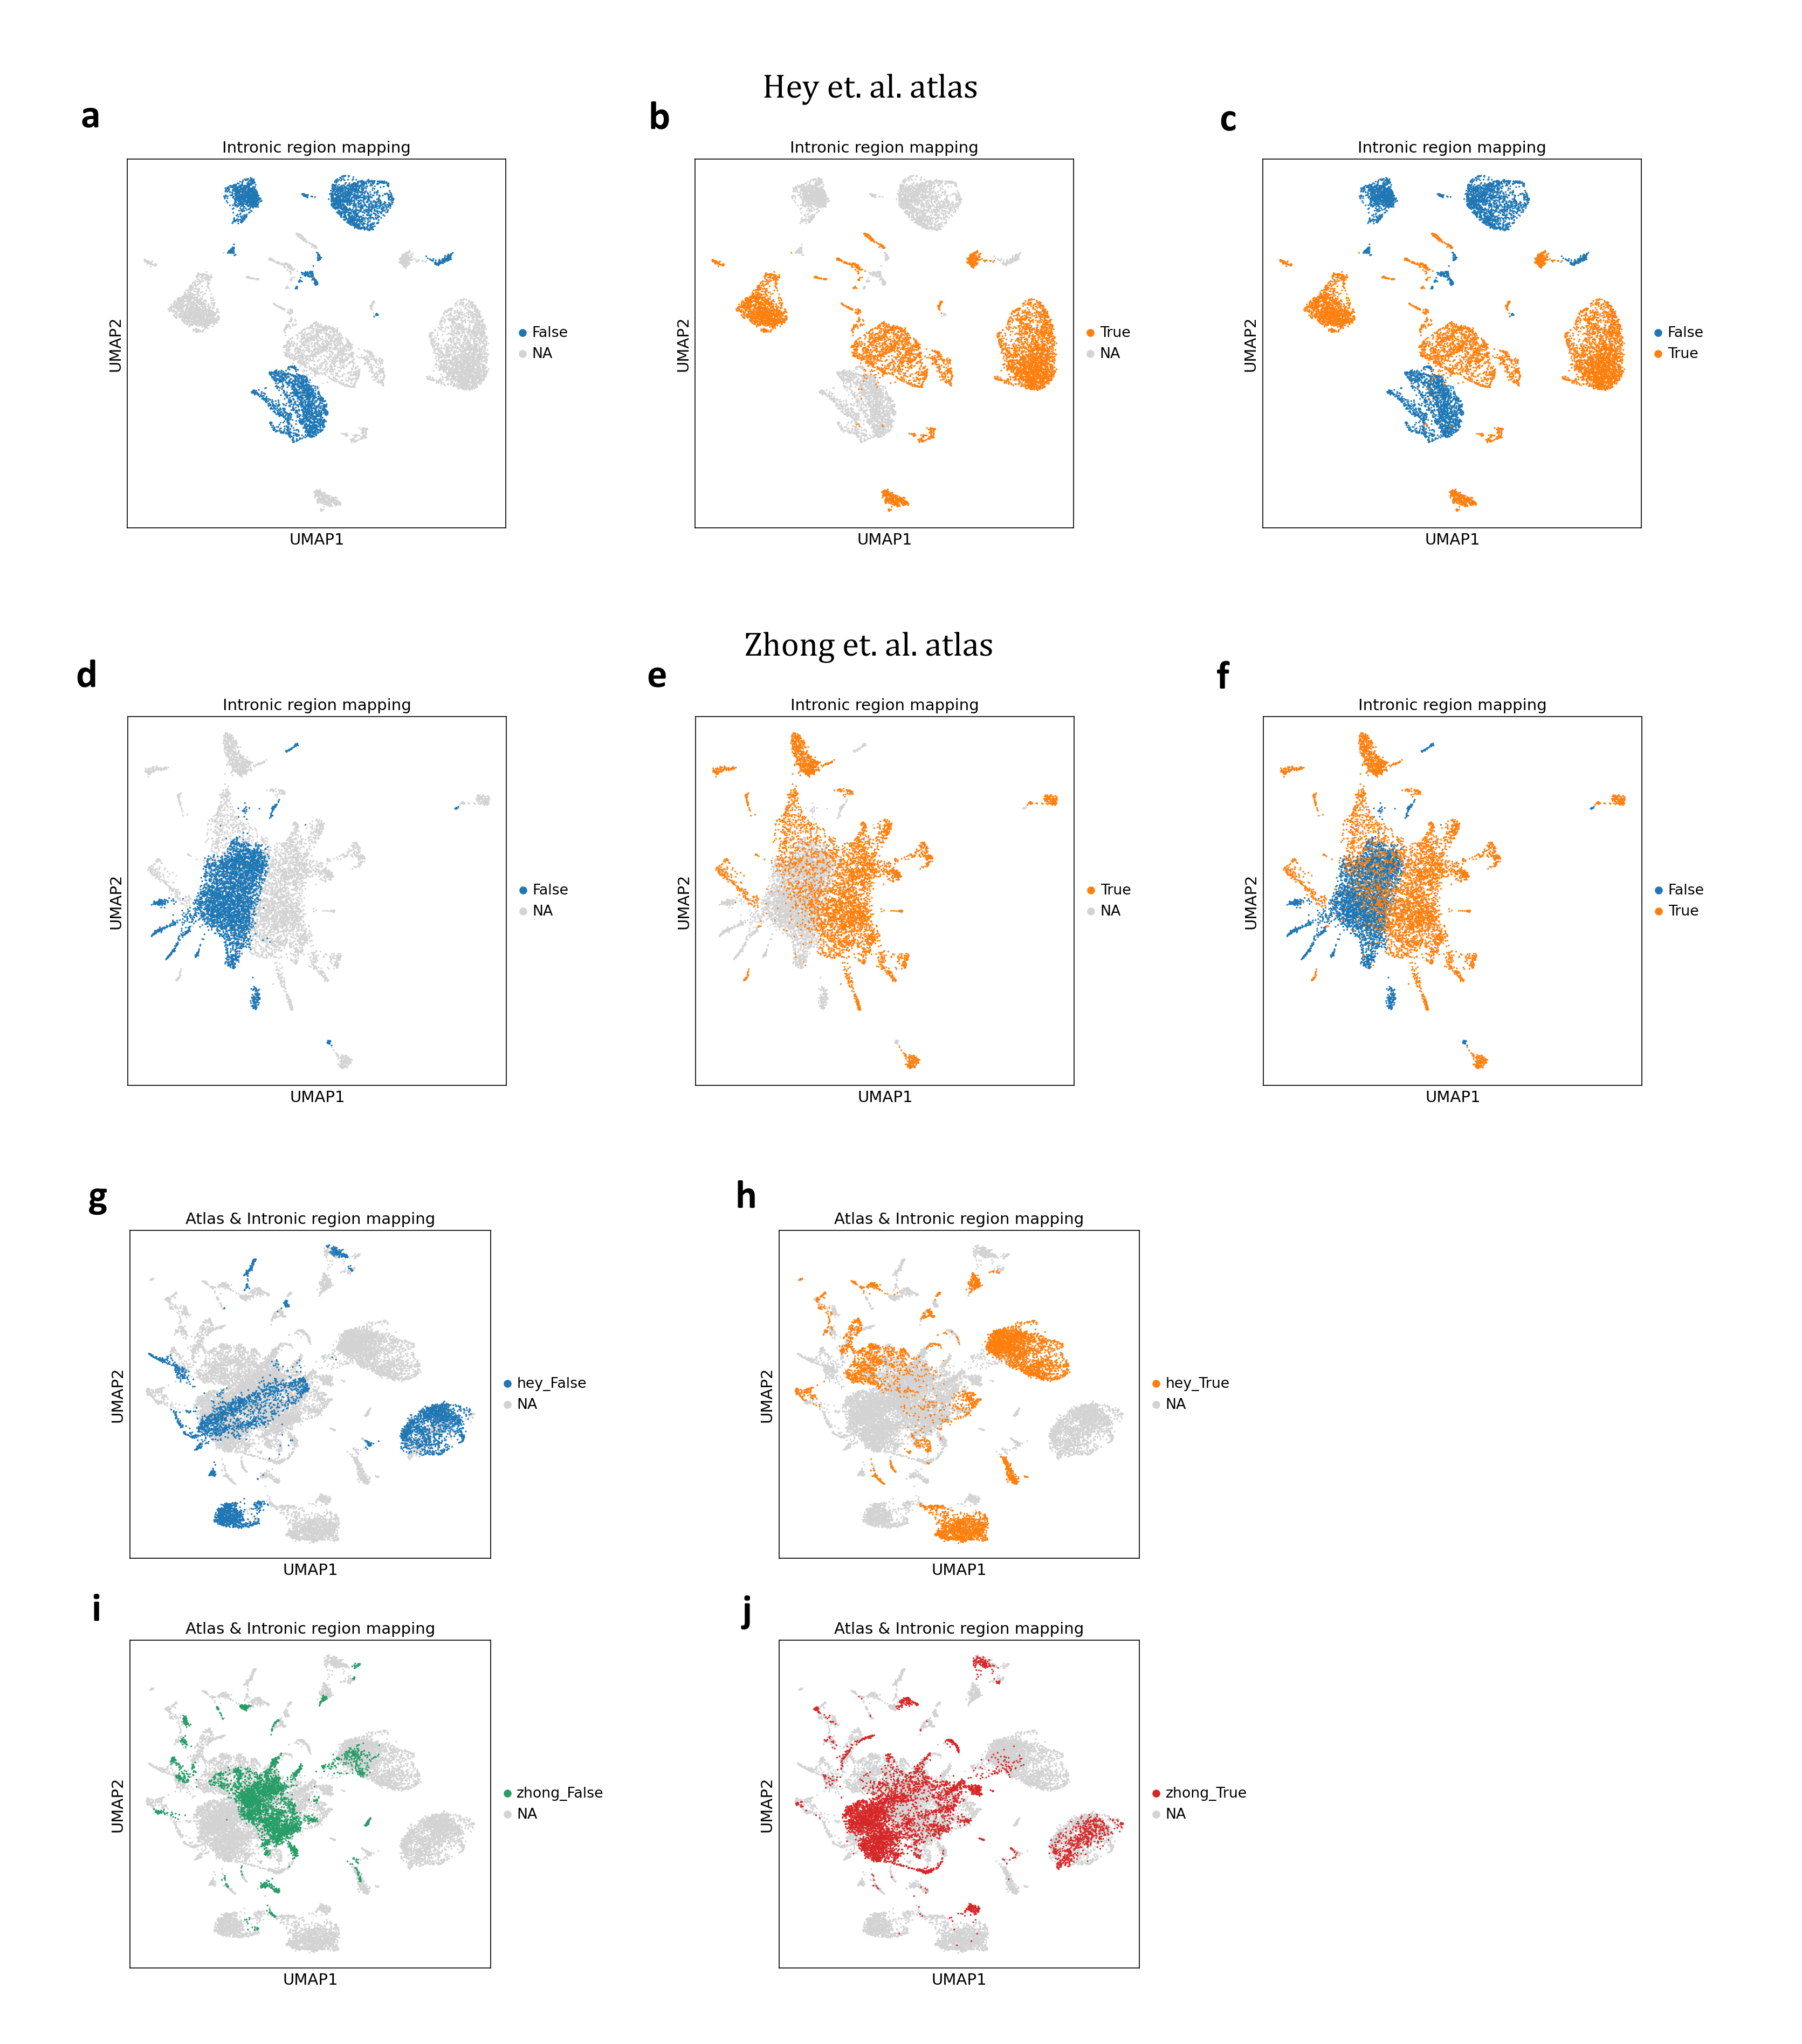 Hey et. al. atlas
a
b
c
Intronic region mapping
Intronic region mapping
Intronic region mapping
UMAP2
UMAP1
False
NA
UMAP2
UMAP1
True
NA
UMAP2
UMAP1
False
True
Zhong et. al. atlas
d
e
f
Intronic region mapping
Intronic region mapping
Intronic region mapping
UMAP2
UMAP1
False
NA
UMAP2
UMAP1
True
NA
UMAP2
UMAP1
False
True
g
h
Atlas & Intronic region mapping
Atlas & Intronic region mapping
UMAP2
UMAP1
hey_False
NA
UMAP2
UMAP1
hey_True
NA
i
j
Atlas & Intronic region mapping
Atlas & Intronic region mapping
UMAP2
UMAP1
zhong_False
NA
UMAP2
UMAP1
zhong_True
NA